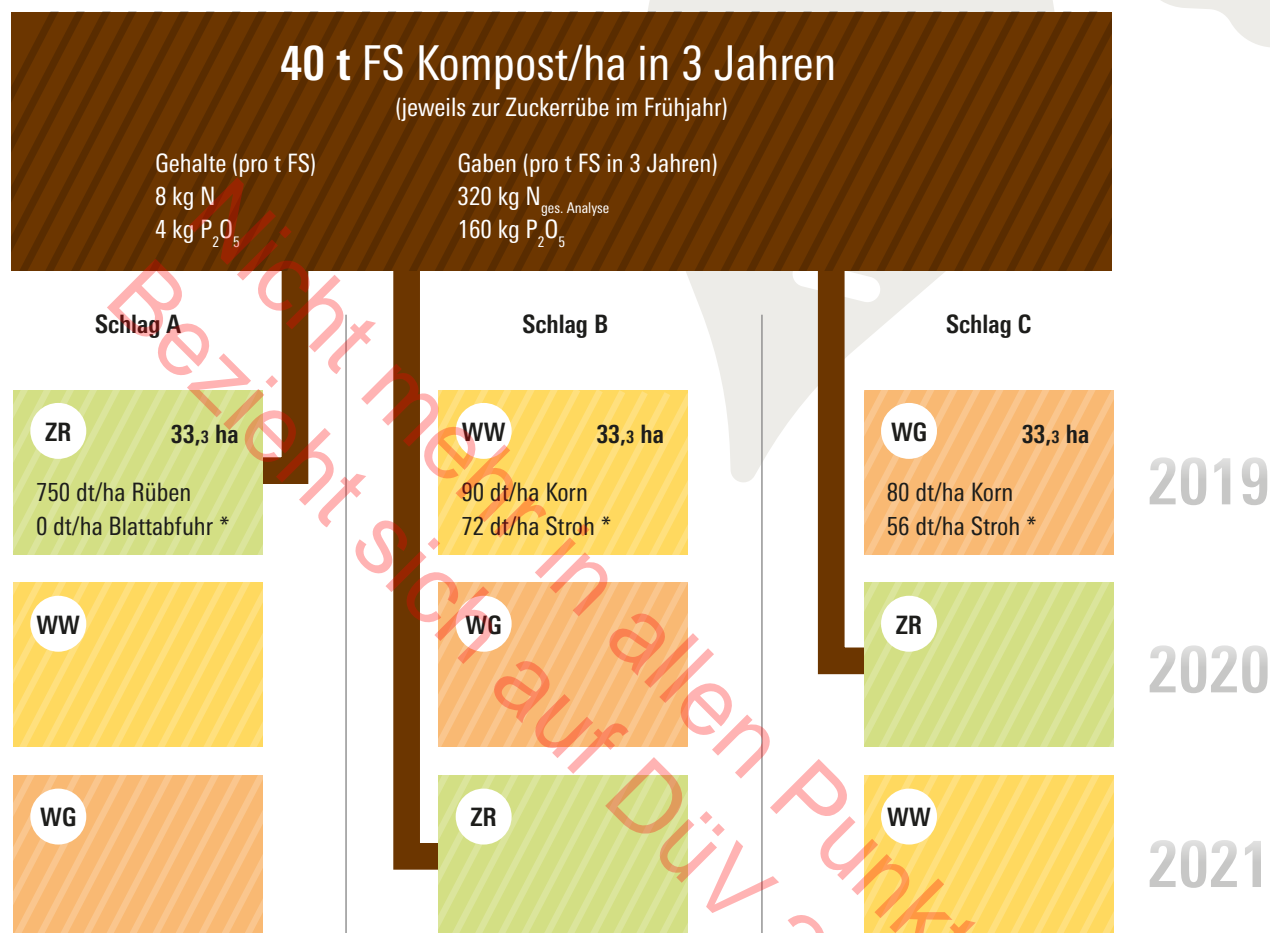 40 t FS Kompost/ha in 3 Jahren
(jeweils zur Zuckerrübe im Frühjahr)
Gehalte (pro t FS)
8 kg N
4 kg P₂O₅
Gaben (pro t FS in 3 Jahren)
320 kg N ges. Analyse
160 kg P₂O₅
Schlag A
Schlag B
Schlag C
ZR 33,3 ha
750 dt/ha Rüben
0 dt/ha Blattabfuhr *
WW 33,3 ha
90 dt/ha Korn
72 dt/ha Stroh *
WG 33,3 ha
80 dt/ha Korn
56 dt/ha Stroh *
2019
WW
WG
ZR
2020
WG
ZR
WW
2021
Nicht mehr in allen
Bezieht sich auf DüV